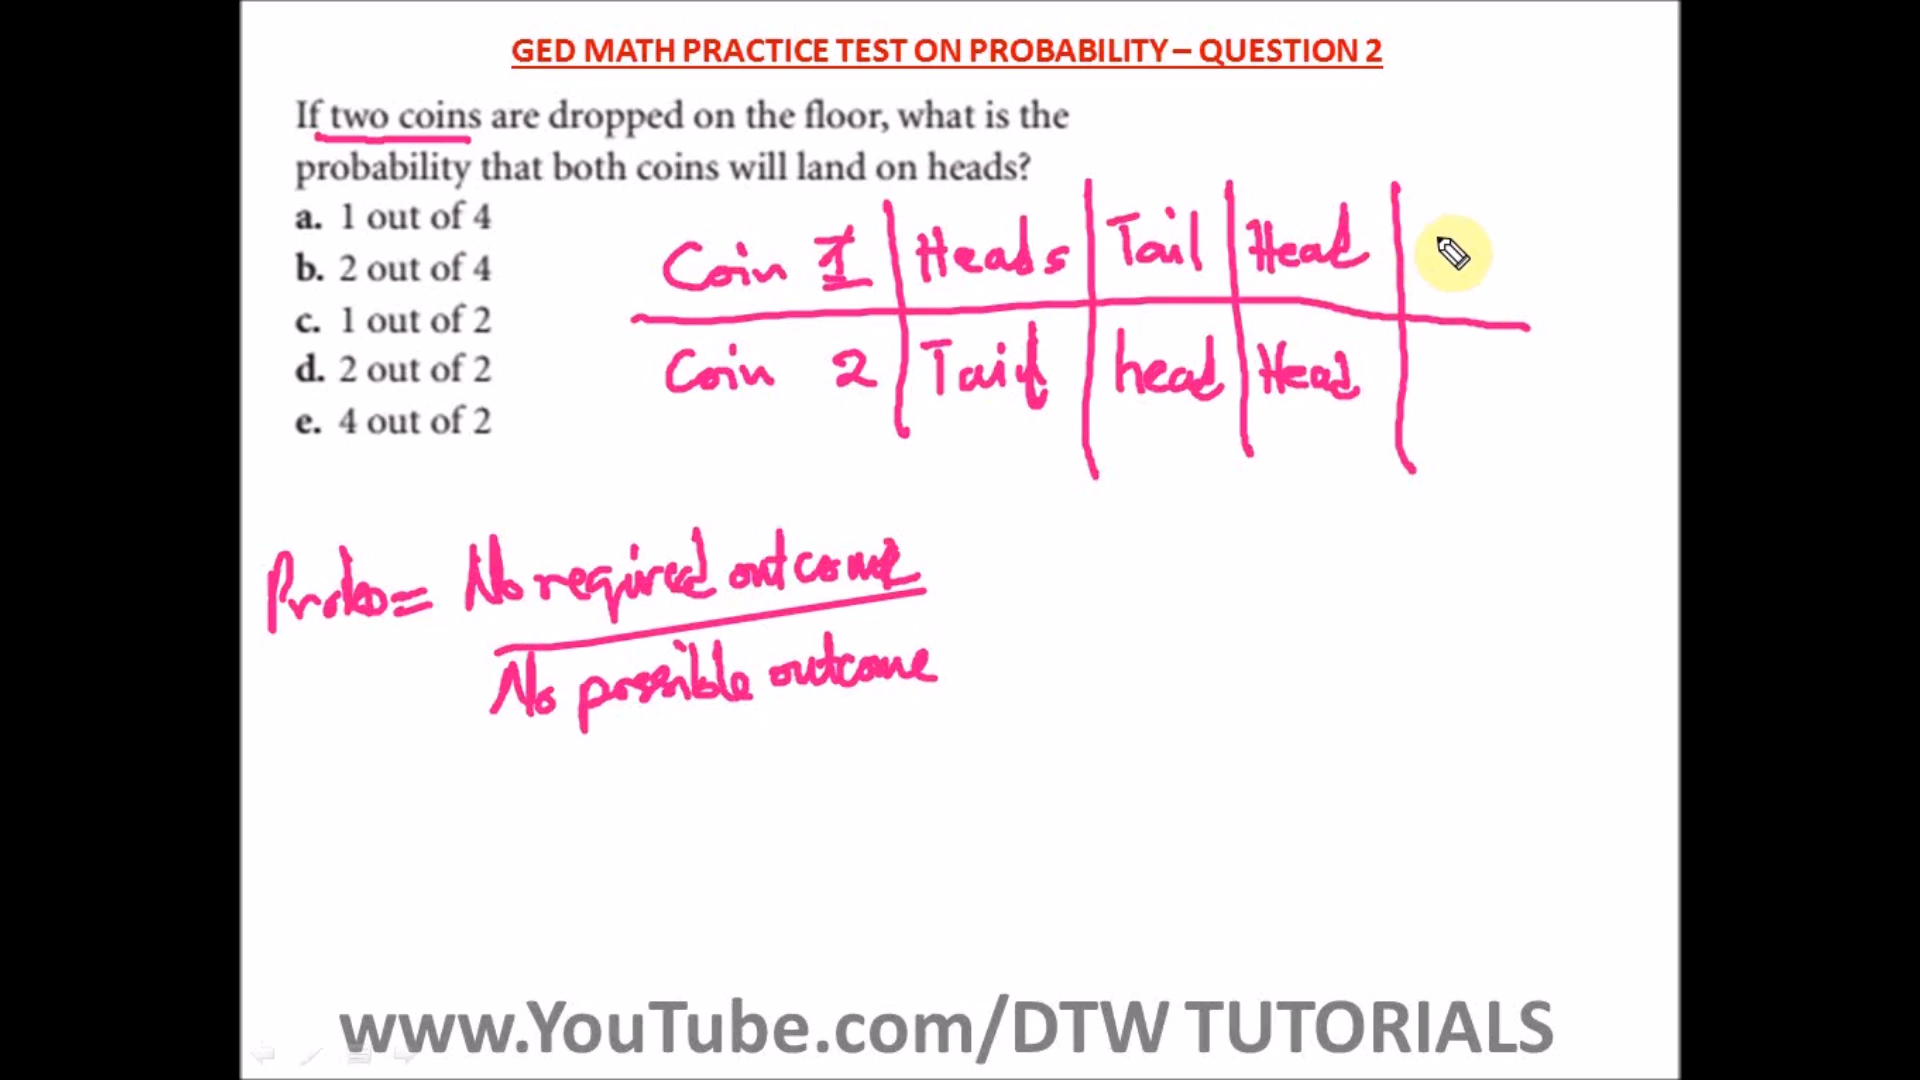 GED MATH PRACTICE TEST ON PROBABILITY – QUESTION 2
If two coins are dropped on the floor, what is the
probability that both coins will land on heads?
a. 1 out of 4
b. 2 out of 4
c. 1 out of 2
d. 2 out of 2
e. 4 out of 2
Coin 1 Heads Tail Head
Coin 2 Tail head Head
Prob = No required outcome
No possible outcome
www.YouTube.com/DTW TUTORIALS